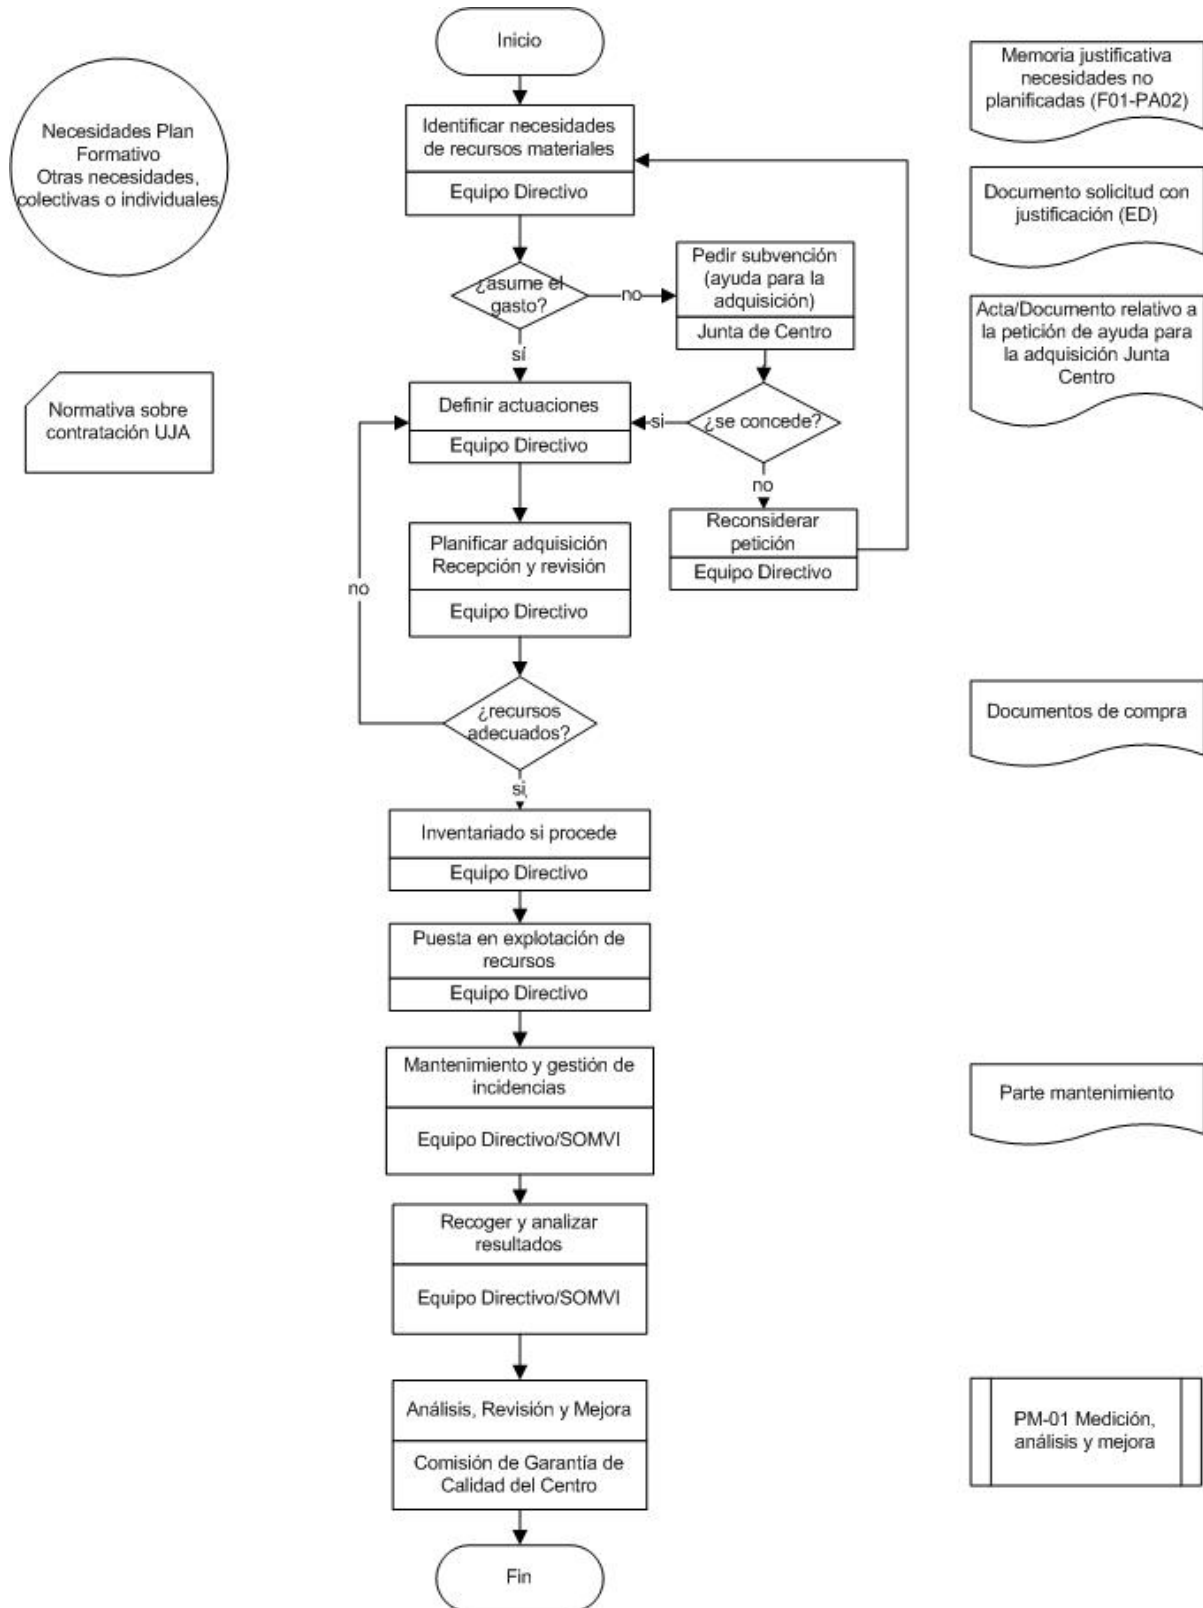 Inicio
Memoria justificativa
necesidades no
planificadas (F01-PA02)
Necesidades Plan
Formativo
Otras necesidades,
colectivas o individuales
Identificar necesidades
de recursos materiales
Equipo Directivo
Documento solicitud con
justificación (ED)
¿asume el
gasto?
no
Pedir subvención
(ayuda para la
adquisición)
Junta de Centro
Acta/Documento relativo a
la petición de ayuda para
la adquisición Junta
Centro
sí
Normativa sobre
contratación UJA
Definir actuaciones
Equipo Directivo
si
¿se concede?
no
Reconsiderar
petición
Equipo Directivo
Planificar adquisición
Recepción y revisión
Equipo Directivo
no
¿recursos
adecuados?
Documentos de compra
si,
Inventariado si procede
Equipo Directivo
Puesta en explotación de
recursos
Equipo Directivo
Mantenimiento y gestión de
incidencias
Equipo Directivo/SOMVI
Parte mantenimiento
Recoger y analizar
resultados
Equipo Directivo/SOMVI
Análisis, Revisión y Mejora
Comisión de Garantía de
Calidad del Centro
PM-01 Medición,
análisis y mejora
Fin